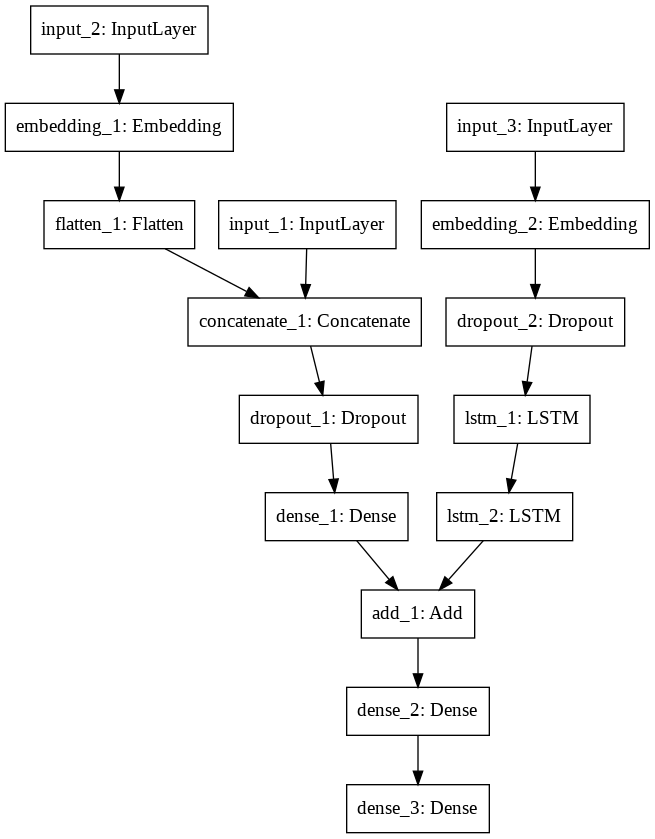 input_2: InputLayer
embedding_1: Embedding
input_3: InputLayer
flatten_1: Flatten
input_1: InputLayer
embedding_2: Embedding
concatenate_1: Concatenate
dropout_2: Dropout
dropout_1: Dropout
lstm_1: LSTM
dense_1: Dense
lstm_2: LSTM
add_1: Add
dense_2: Dense
dense_3: Dense